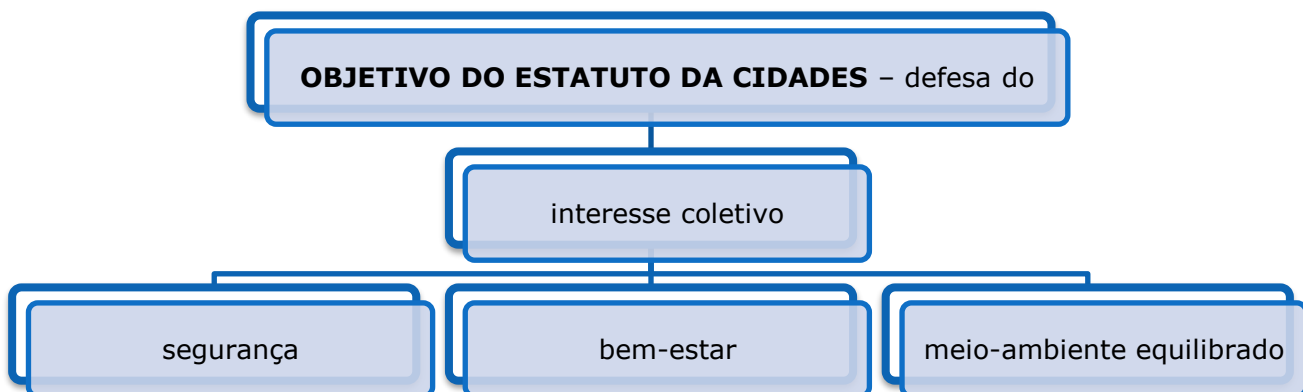 OBJETIVO DO ESTATUTO DA CIDADES – defesa do
interesse coletivo
segurança
bem-estar
meio-ambiente equilibrado